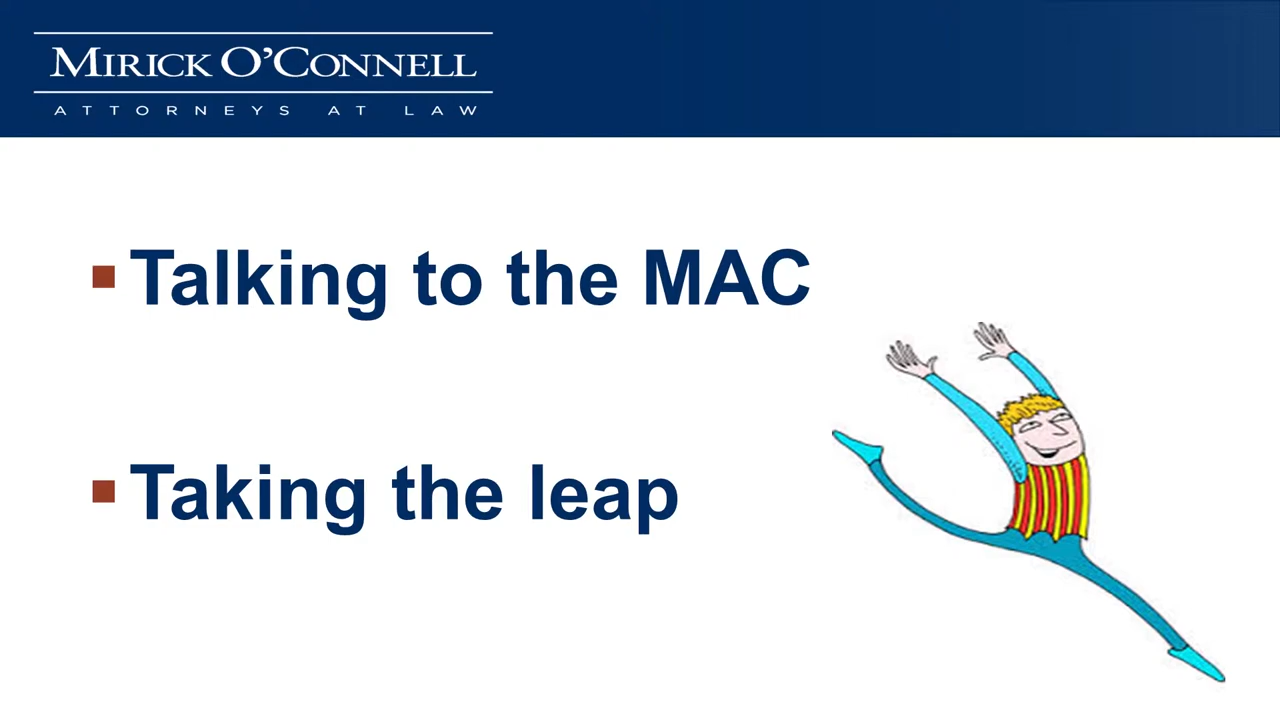 MIRICK O'CONNELL
ATTORNEYS AT LAW
Talking to the MAC
Taking the leap